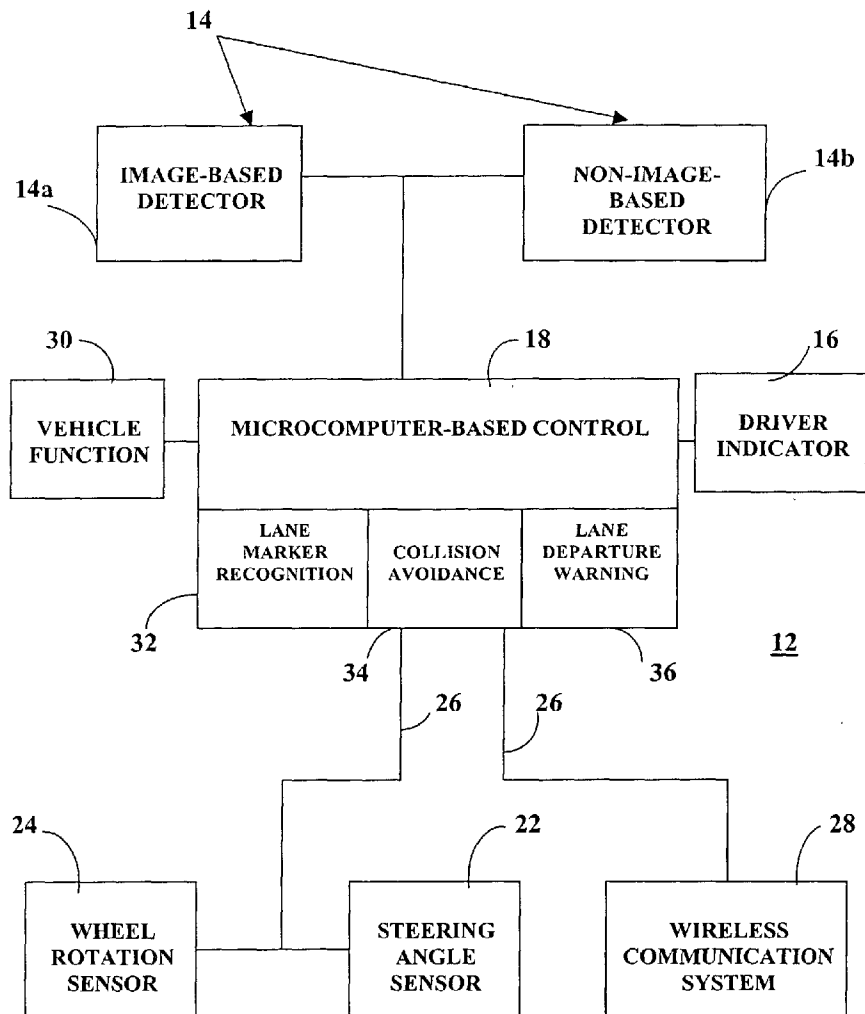 14
IMAGE-BASED
DETECTOR
14a
NON-IMAGE-
BASED
DETECTOR
14b
30
18
16
VEHICLE
FUNCTION
MICROCOMPUTER-BASED CONTROL
DRIVER
INDICATOR
LANE
MARKER
RECOGNITION
COLLISION
AVOIDANCE
LANE
DEPARTURE
WARNING
32
34
36
12
26
26
24
22
28
WHEEL
ROTATION
SENSOR
STEERING
ANGLE
SENSOR
WIRELESS
COMMUNICATION
SYSTEM